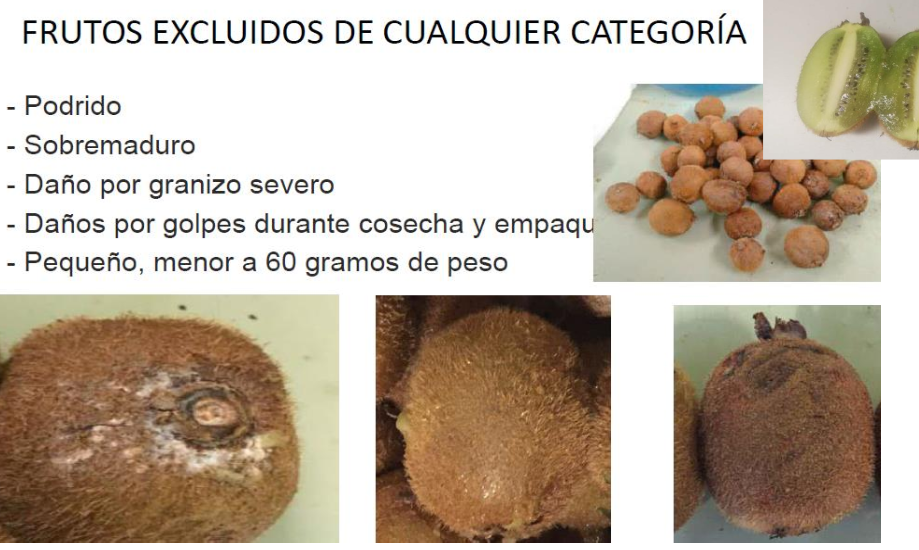 FRUTOS EXCLUIDOS DE CUALQUIER CATEGORÍA
- Podrido
- Sobremaduro
- Daño por granizo severo
- Daños por golpes durante cosecha y empaqu
- Pequeño, menor a 60 gramos de peso